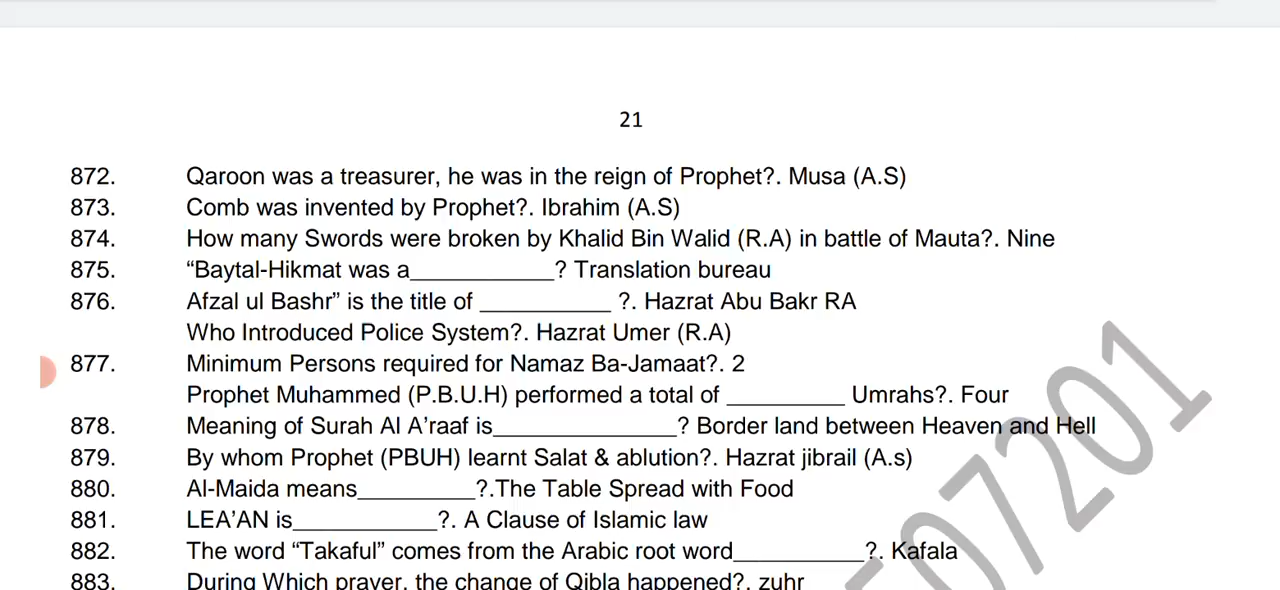 21
872. Qaroon was a treasurer, he was in the reign of Prophet?. Musa (A.S)
873. Comb was invented by Prophet?. Ibrahim (A.S)
874. How many Swords were broken by Khalid Bin Walid (R.A) in battle of Mauta?. Nine
875. “Baytal-Hikmat was a___________? Translation bureau
876. Afzal ul Bashr” is the title of __________ ?. Hazrat Abu Bakr RA
Who Introduced Police System?. Hazrat Umer (R.A)
877. Minimum Persons required for Namaz Ba-Jamaat?. 2
Prophet Muhammed (P.B.U.H) performed a total of _________ Umrahs?. Four
878. Meaning of Surah Al A’raaf is______________? Border land between Heaven and Hell
879. By whom Prophet (PBUH) learnt Salat & ablution?. Hazrat jibrail (A.s)
880. Al-Maida means_________?.The Table Spread with Food
881. LEA’AN is___________?. A Clause of Islamic law
882. The word “Takaful” comes from the Arabic root word__________?. Kafala
883. During Which prayer, the change of Qibla happened?. zuhr
07201